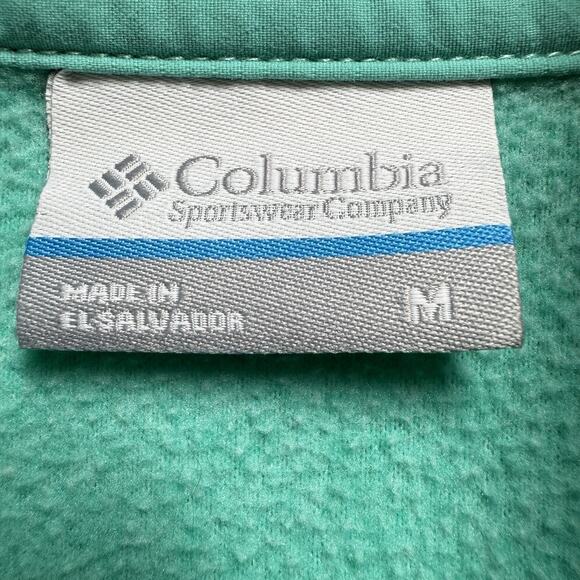 Columbia
Sportswear Company
MADE IN
EL SALVADOR
M